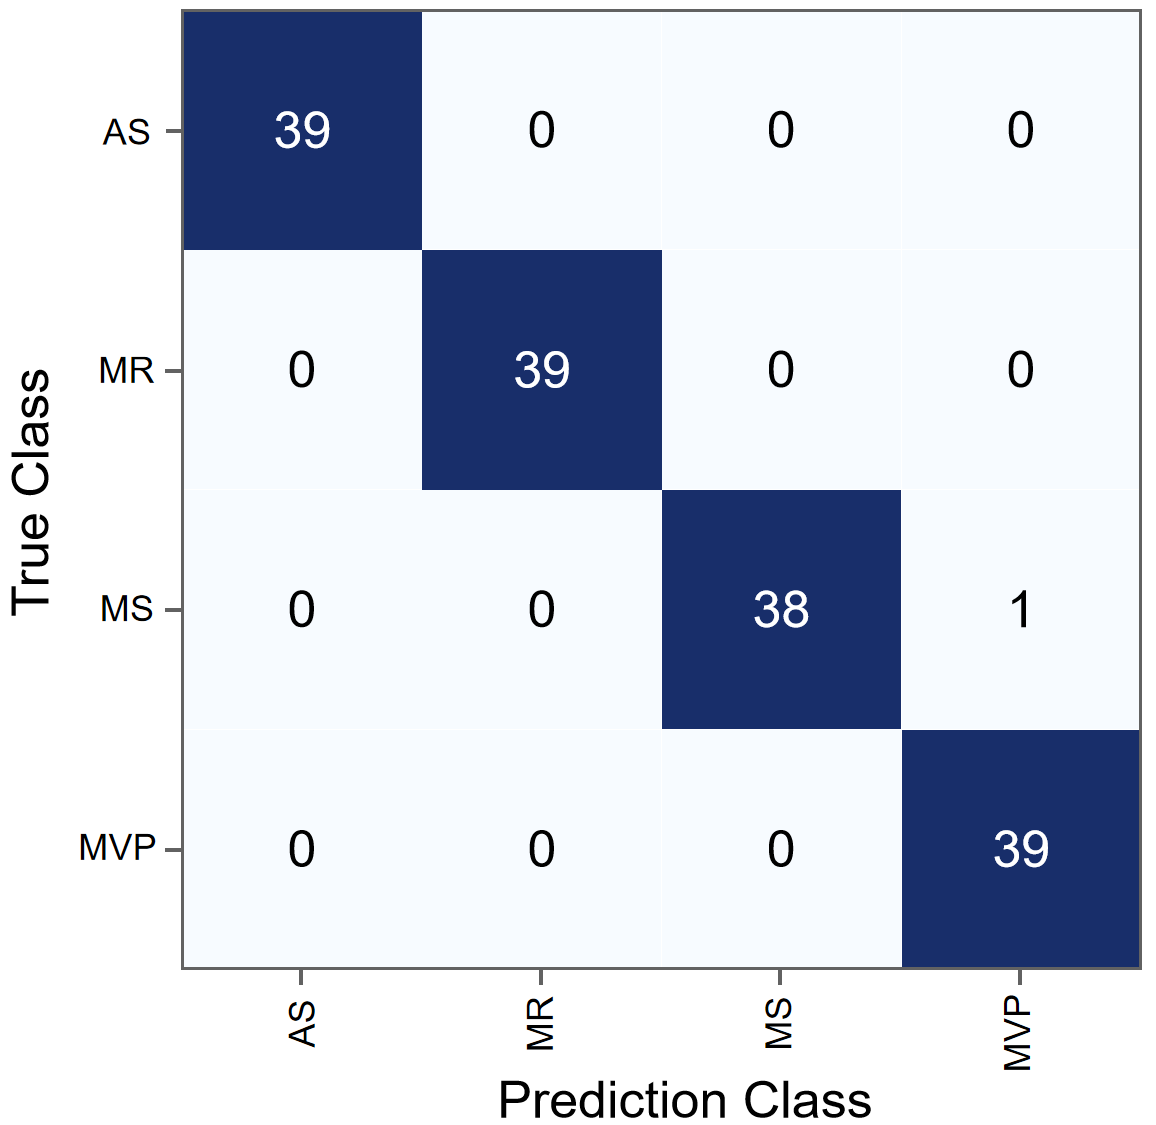 AS 39 0 0 0
MR 0 39 0 0
MS 0 0 38 1
MVP 0 0 0 39
AS MR MS MVP
Prediction Class
True Class